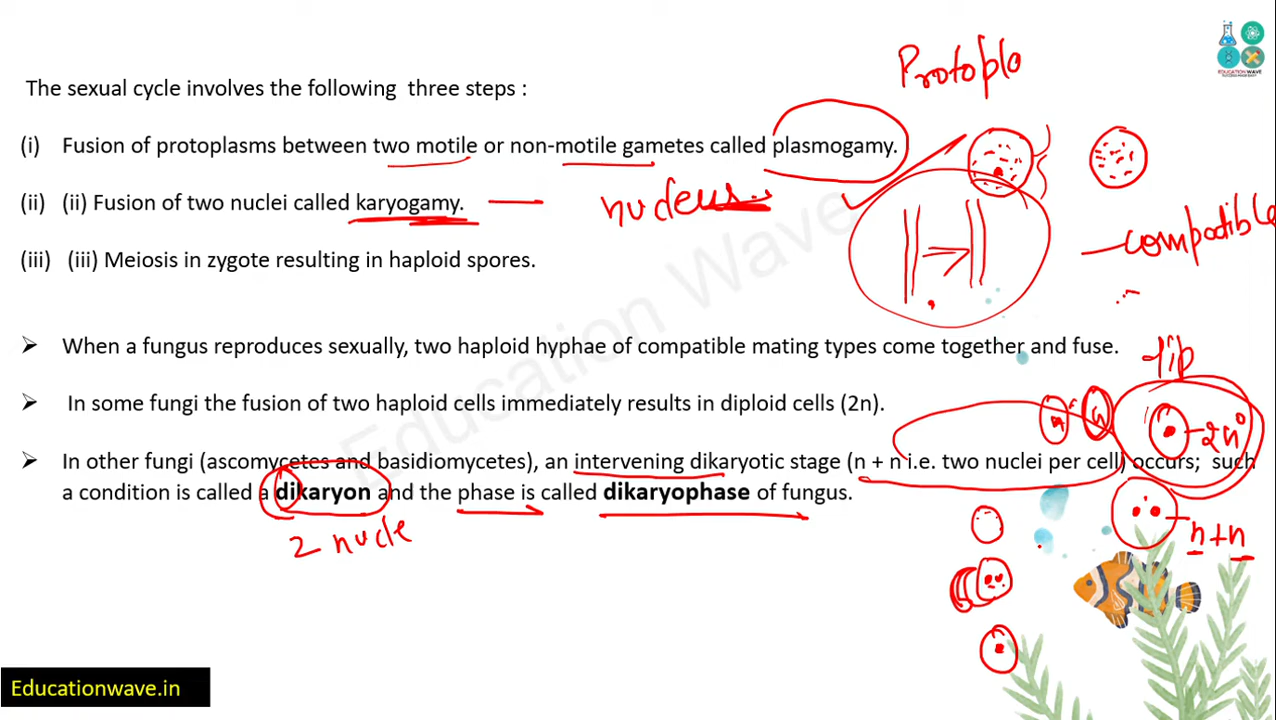 EDUCATION WAVE
Protoplo
The sexual cycle involves the following three steps :
(i) Fusion of protoplasms between two motile or non-motile gametes called plasmogamy.
(ii) (ii) Fusion of two nuclei called karyogamy.
nucleus
compatible
(iii) (iii) Meiosis in zygote resulting in haploid spores.
Education Wave
➢ When a fungus reproduces sexually, two haploid hyphae of compatible mating types come together and fuse.
dip
➢ In some fungi the fusion of two haploid cells immediately results in diploid cells (2n).
n n
2n
➢ In other fungi (ascomycetes and basidiomycetes), an intervening dikaryotic stage (n + n i.e. two nuclei per cell) occurs; such
a condition is called a dikaryon and the phase is called dikaryophase of fungus.
2 nucle
n + n
Educationwave.in